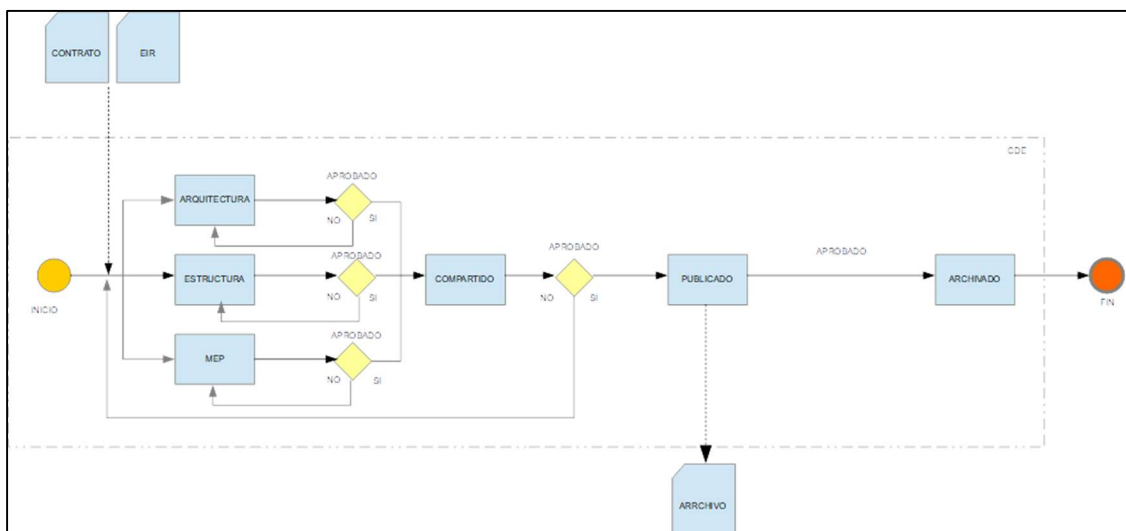 CONTRATO
EIR
CDE
APROBADO
ARQUITECTURA
NO
SI
APROBADO
APROBADO
APROBADO
INICIO
ESTRUCTURA
NO
SI
COMPARTIDO
NO
SI
PUBLICADO
ARCHIVADO
FIN
APROBADO
MEP
NO
SI
ARRCHIVO